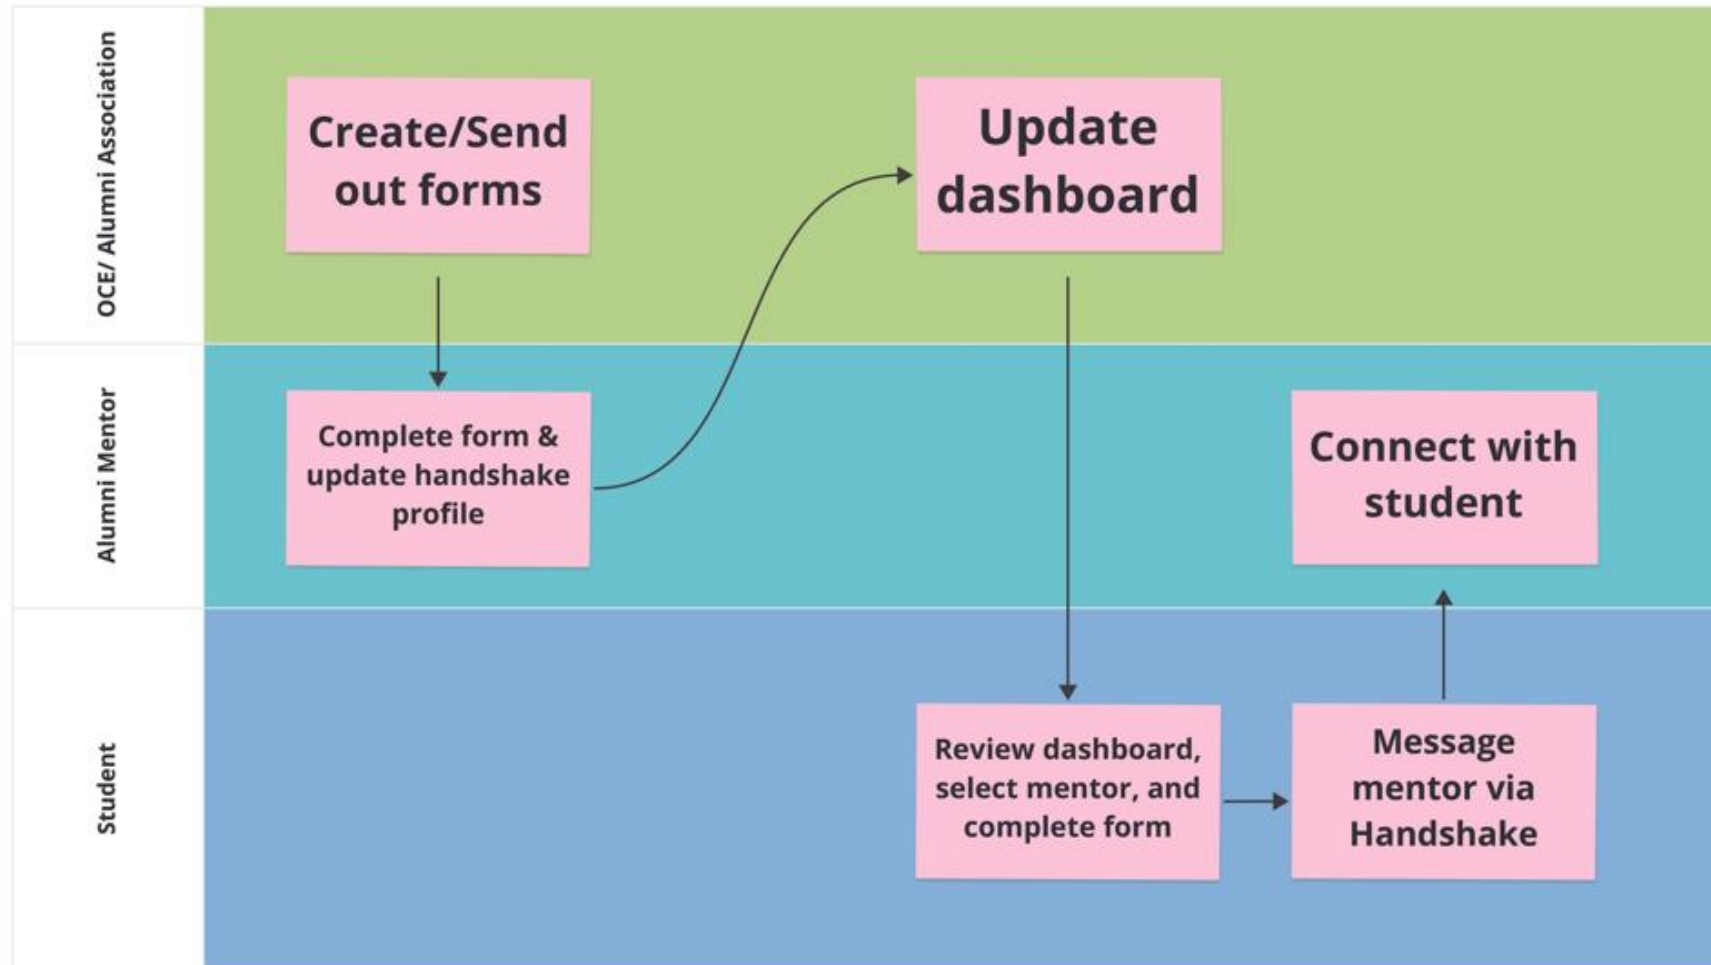 OCE/ Alumni Association
Create/Send
out forms
Update
dashboard
Alumni Mentor
Complete form &
update handshake
profile
Connect with
student
Student
Review dashboard,
select mentor, and
complete form
Message
mentor via
Handshake